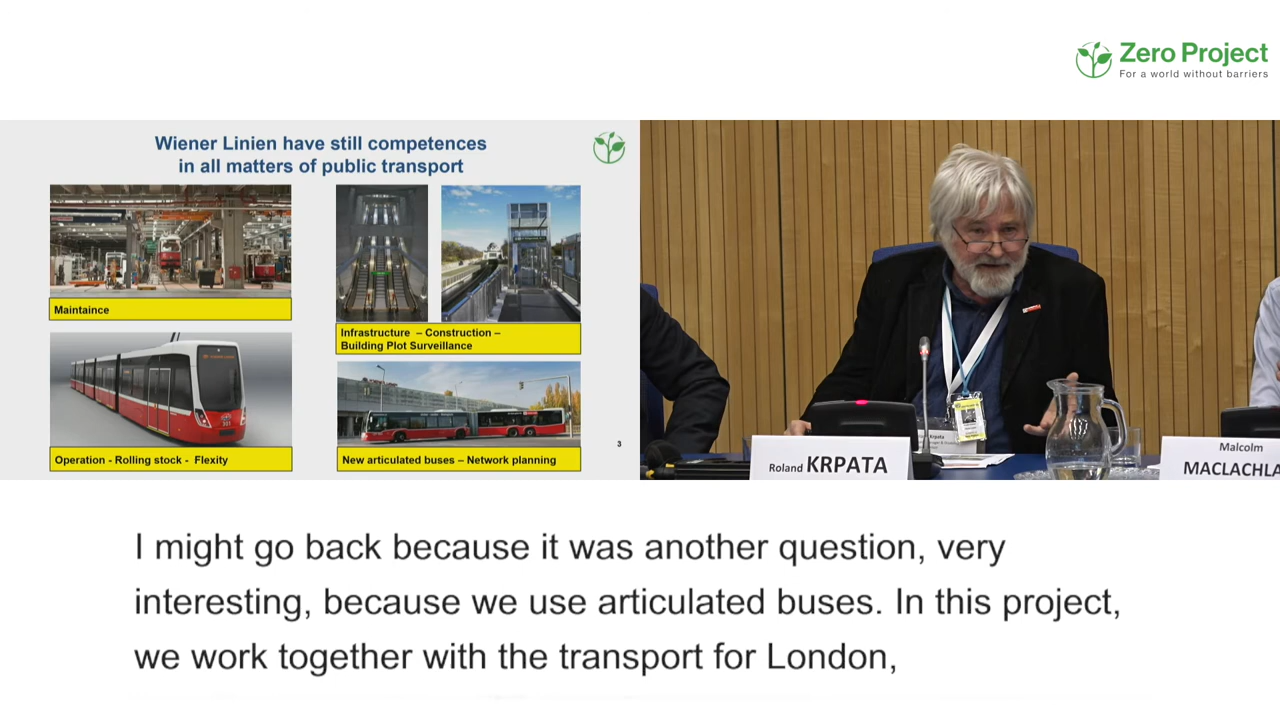 Zero Project
For a world without barriers
Wiener Linien have still competences
in all matters of public transport
Maintaince
Infrastructure – Construction –
Building Plot Surveillance
Operation - Rolling stock - Flexity
New articulated buses – Network planning
3
Roland KRPATA
Malcolm
MACLACHLA
I might go back because it was another question, very
interesting, because we use articulated buses. In this project,
we work together with the transport for London,